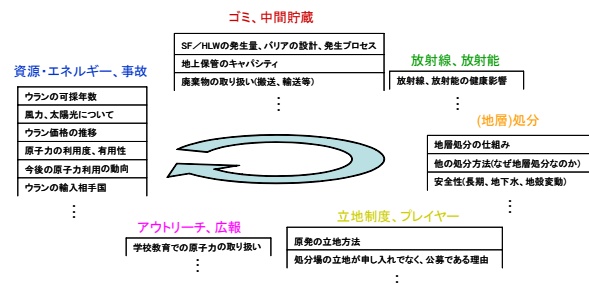 ゴミ、中間貯蔵
SF／HLWの発生量、バリアの設計、発生プロセス
地上保管のキャパシティ
廃棄物の取り扱い(搬送、輸送等)
⋮
放射線、放射能
放射線、放射能の健康影響
⋮
資源・エネルギー、事故
ウランの可採年数
風力、太陽光について
ウラン価格の推移
原子力の利用度、有用性
今後の原子力利用の動向
ウランの輸入相手国
⋮
(地層)処分
地層処分の仕組み
他の処分方法(なぜ地層処分なのか)
安全性(長期、地下水、地殻変動)
⋮
アウトリーチ、広報
学校教育での原子力の取り扱い
⋮
立地制度、プレイヤー
原発の立地方法
処分場の立地が申し入れでなく、公募である理由
⋮